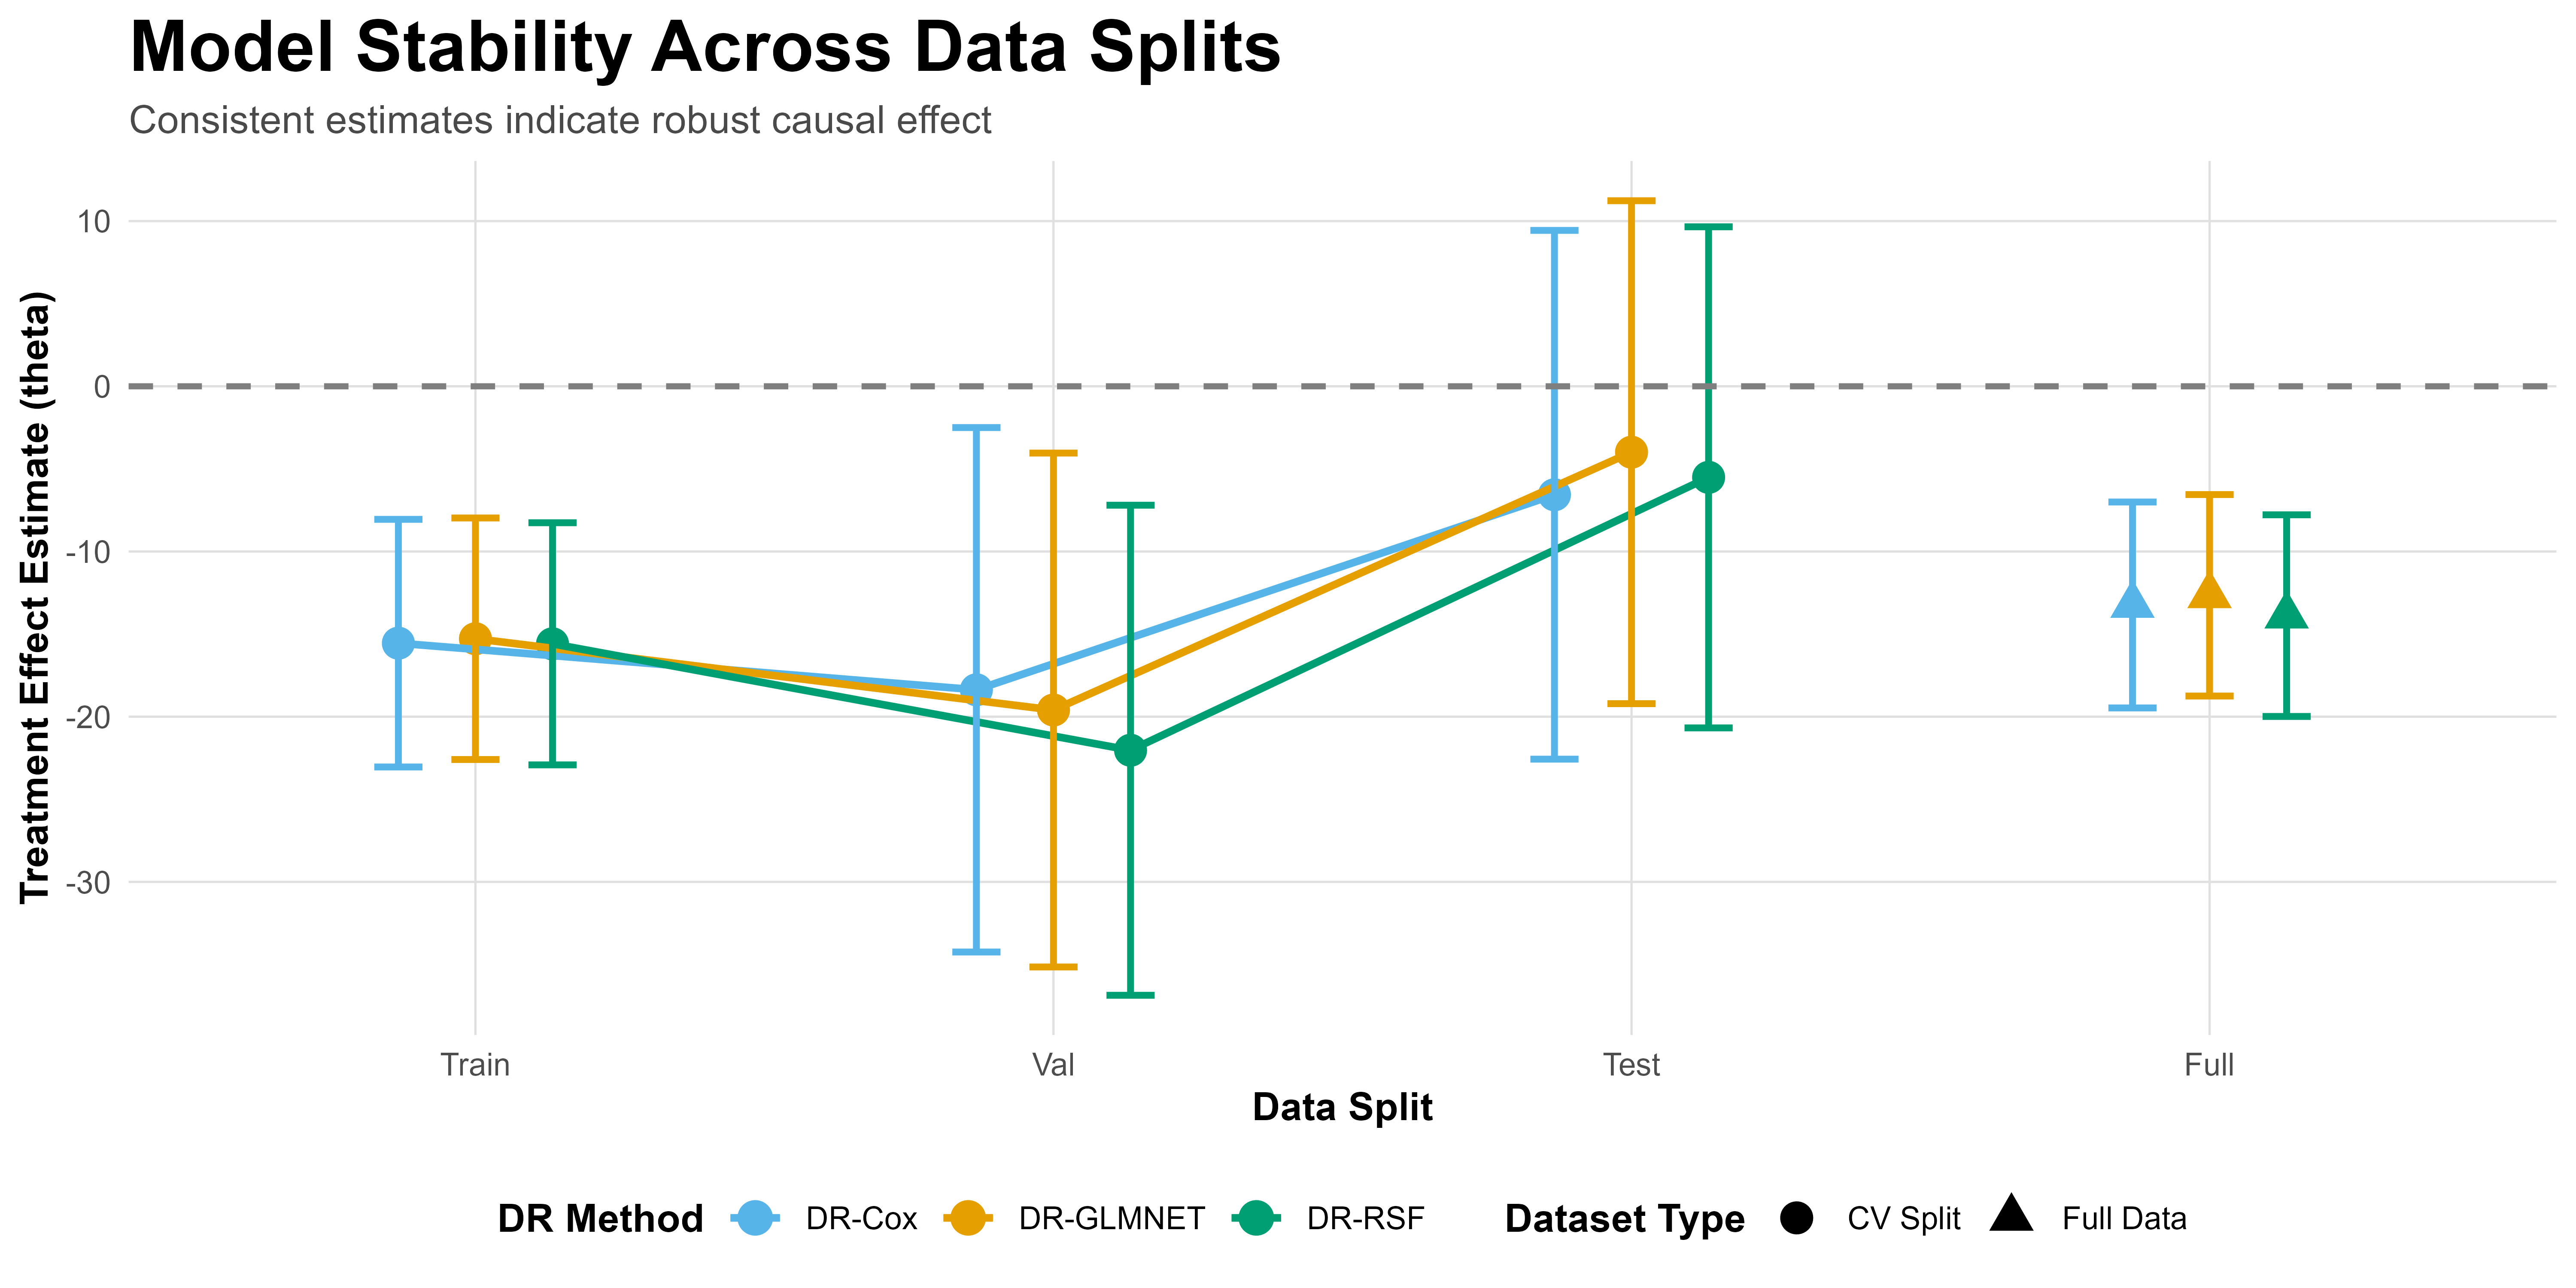 Model Stability Across Data Splits
Consistent estimates indicate robust causal effect
Treatment Effect Estimate (theta)
10
0
-10
-20
-30
Train Val Test Full
Data Split
DR Method DR-Cox DR-GLMNET DR-RSF Dataset Type CV Split Full Data